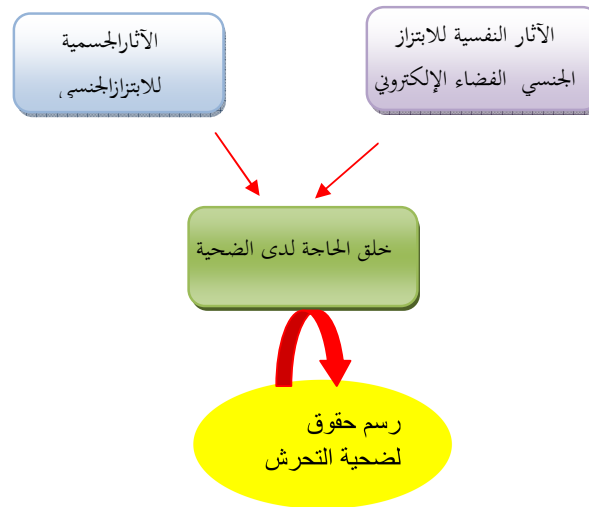 الآثار النفسية للابتزاز
الجنسي الفضاء الإلكتروني
الآثارالجسمية
للابتزازالجنسي
خلق الحاجة لدى الضحية
رسم حقوق
لضحية التحرش